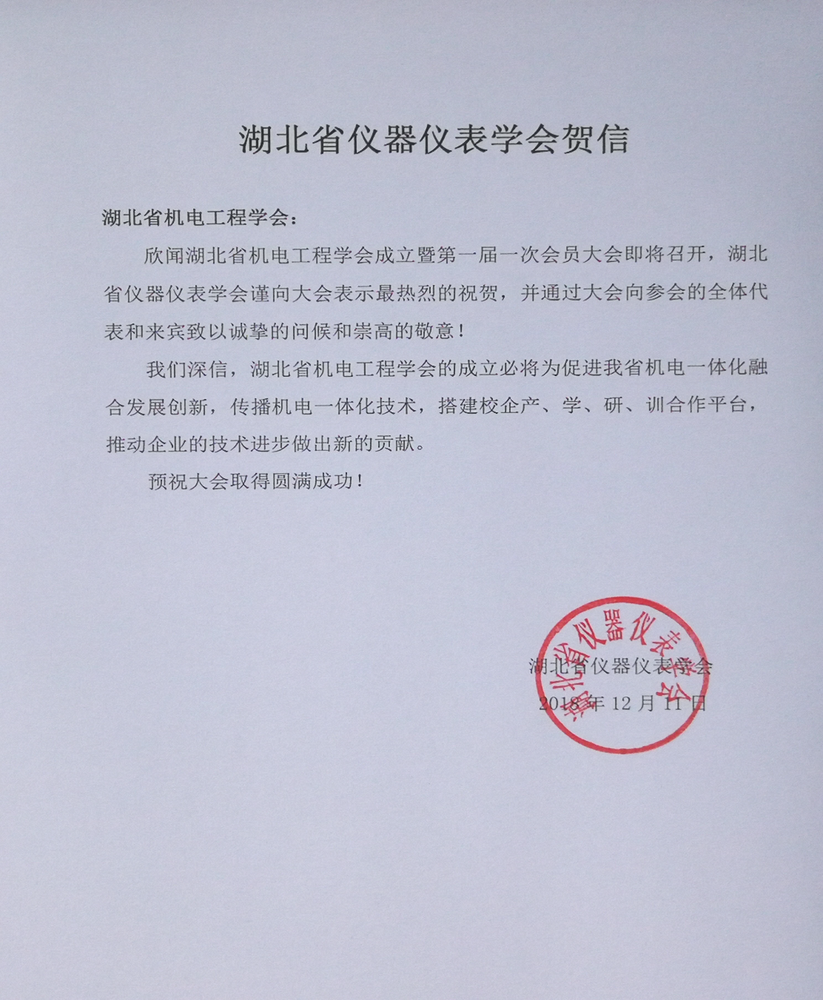 湖北省仪器仪表学会贺信
湖北省机电工程学会：
欣闻湖北省机电工程学会成立暨第一届一次会员大会即将召开，湖北
省仪器仪表学会谨向大会表示最热烈的祝贺，并通过大会向参会的全体代
表和来宾致以诚挚的问候和崇高的敬意！
我们深信，湖北省机电工程学会的成立必将为促进我省机电一体化融
合发展创新，传播机电一体化技术，搭建校企产、学、研、训合作平台，
推动企业的技术进步做出新的贡献。
预祝大会取得圆满成功！
湖北省仪器仪表学会
湖北省仪器仪表学会
2018 年 12 月 11 日